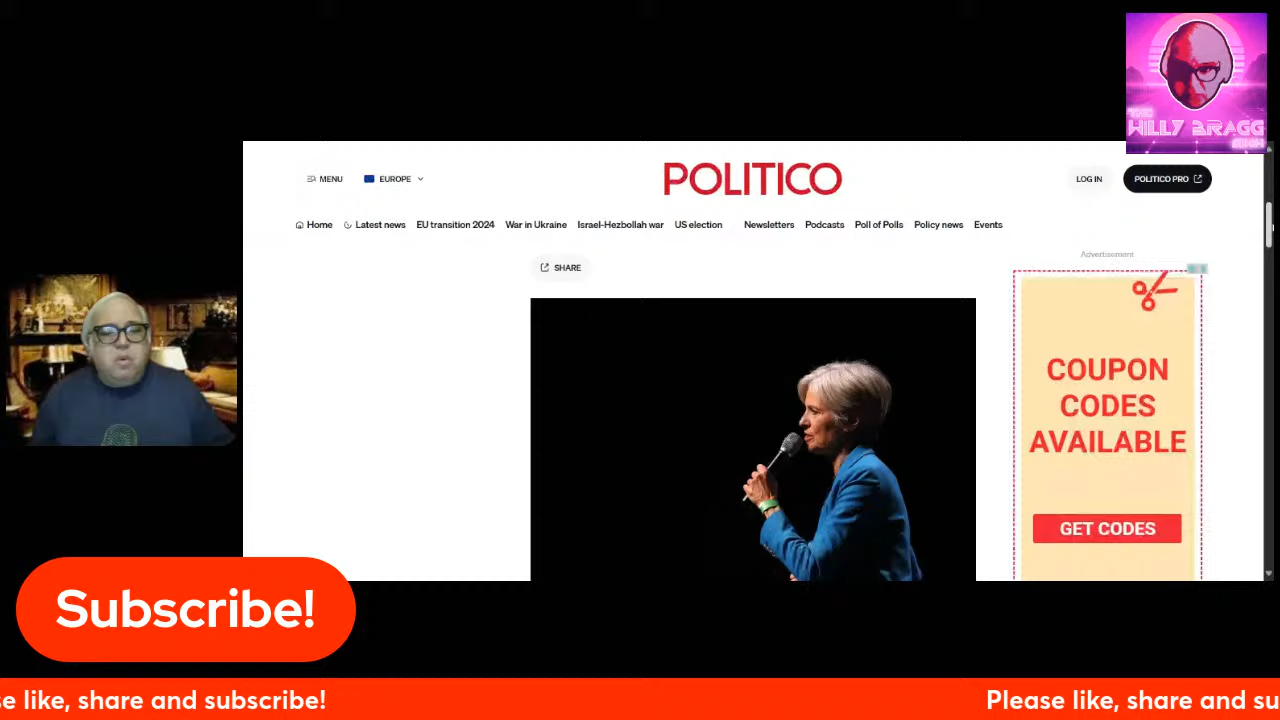 THE
WILLY BRAGG
SHOW
MENU
EUROPE
POLITICO
LOG IN
POLITICO PRO
Home
Latest news
EU transition 2024
War in Ukraine
Israel-Hezbollah war
US election
Newsletters
Podcasts
Poll of Polls
Policy news
Events
SHARE
Advertisement
COUPON
CODES
AVAILABLE
GET CODES
Subscribe!
se like, share and subscribe!
Please like, share and su